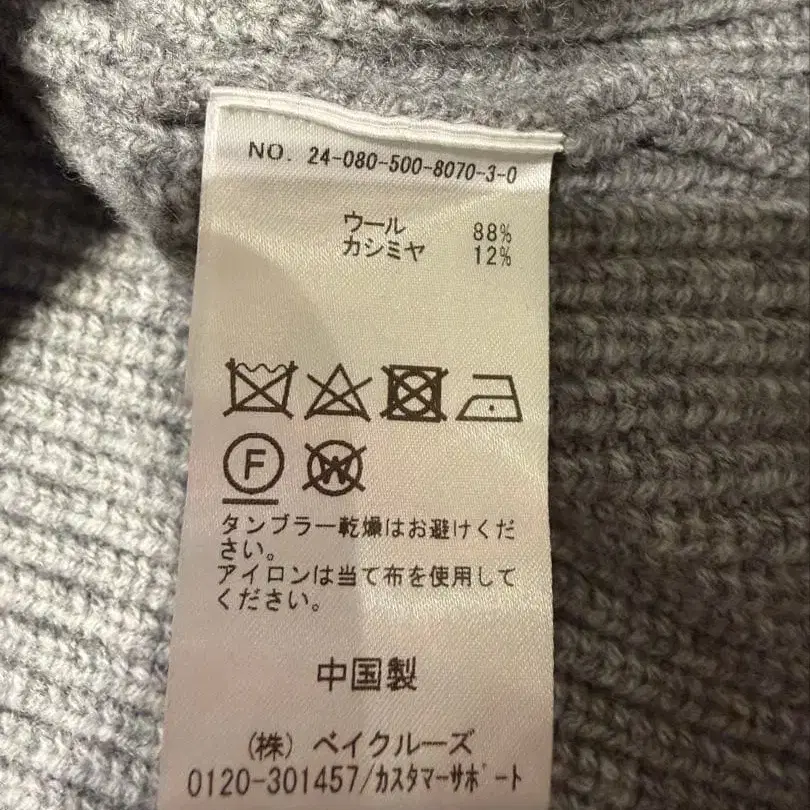 NO. 24-080-500-8070-3-0
ウール 88%
カシミヤ 12%
F W
タンブラー乾燥はお避けくだ
さい。
アイロンは当て布を使用して
ください。
中国製
(株) ベイクルーズ
0120-301457/カスタマーサポート